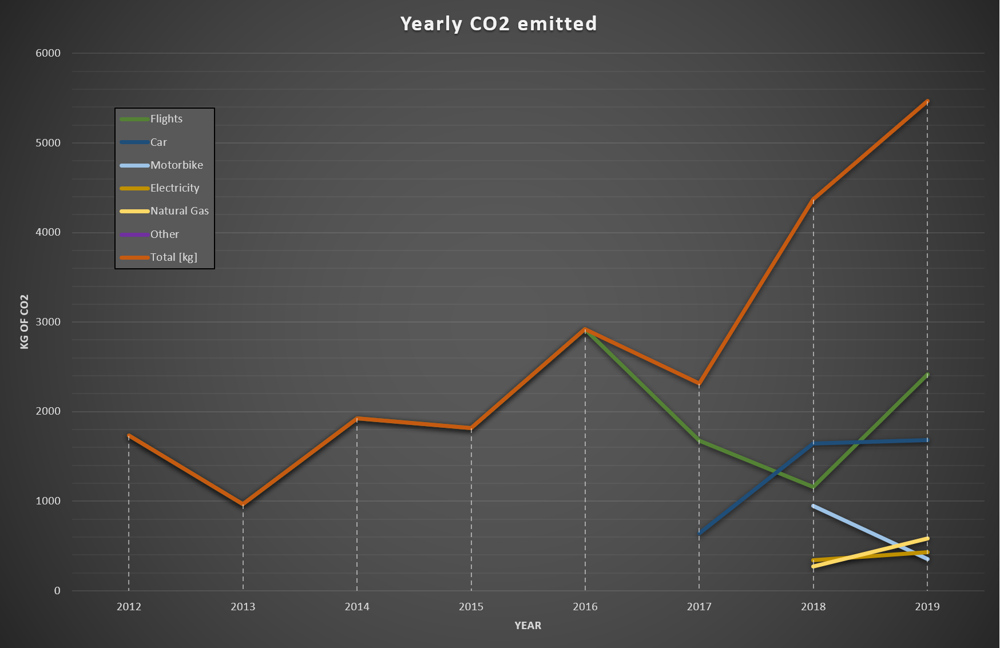 Yearly CO2 emitted
6000
5000
4000
3000
2000
1000
0
KG OF CO2
Flights
Car
Motorbike
Electricity
Natural Gas
Other
Total [kg]
2012 2013 2014 2015 2016 2017 2018 2019
YEAR